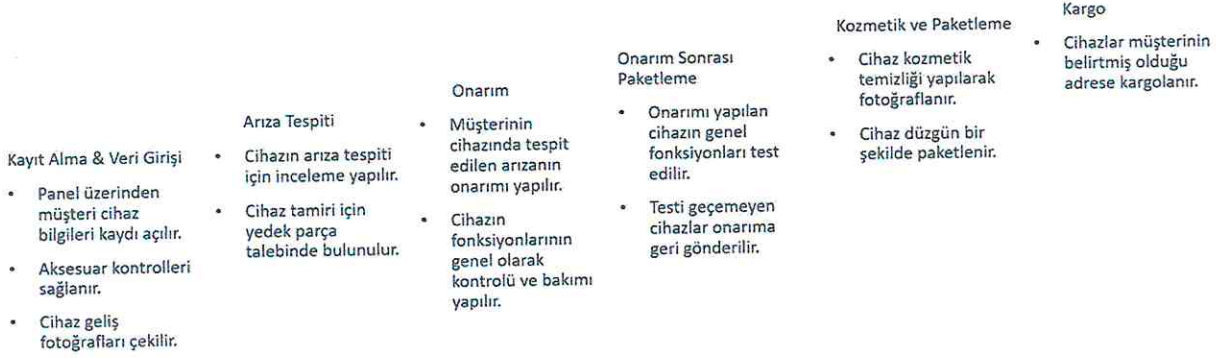 Kayıt Alma & Veri Girişi
• Panel üzerinden
müşteri cihaz
bilgileri kaydı açılır.
• Aksesuar kontrolleri
sağlanır.
• Cihaz geliş
fotoğrafları çekilir.
Arıza Tespiti
• Cihazın arıza tespiti
için inceleme yapılır.
• Cihaz tamiri için
yedek parça
talebinde bulunulur.
Onarım
• Müşterinin
cihazında tespit
edilen arızanın
onarımı yapılır.
• Cihazın
fonksiyonlarının
genel olarak
kontrolü ve bakımı
yapılır.
Onarım Sonrası
Paketleme
• Onarımı yapılan
cihazın genel
fonksiyonları test
edilir.
• Testi geçemeyen
cihazlar onarıma
geri gönderilir.
Kozmetik ve Paketleme
• Cihaz kozmetik
temizliği yapılarak
fotoğraflanır.
• Cihaz düzgün bir
şekilde paketlenir.
Kargo
• Cihazlar müşterinin
belirtmiş olduğu
adrese kargolanır.